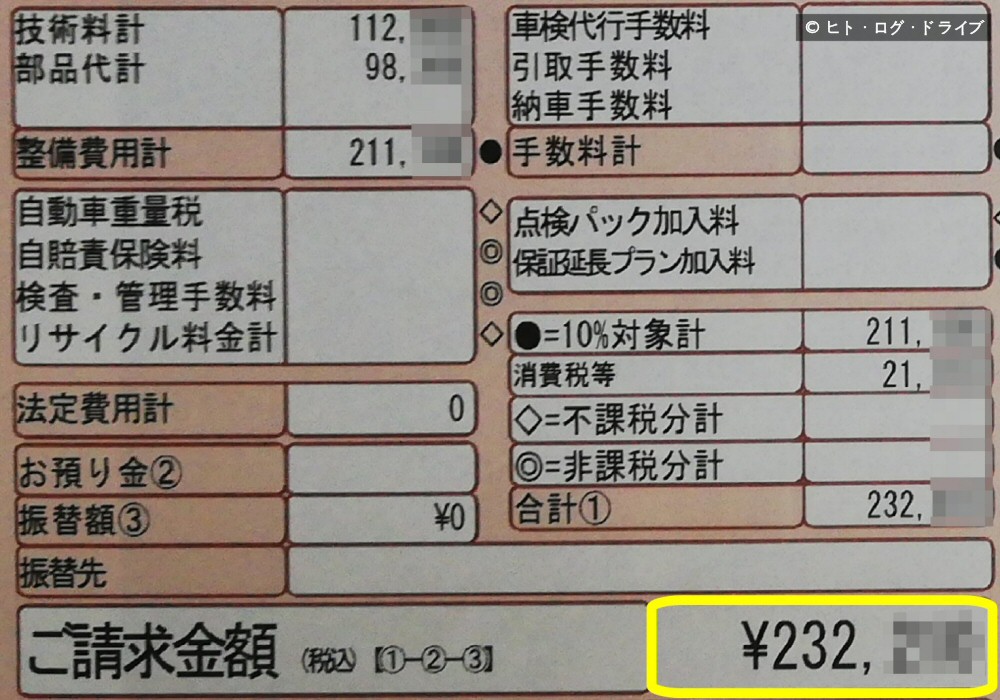 © ヒト・ログ・ドライブ
技術料計 112,
部品代計 98,
整備費用計 211,
自動車重量税 ◇
自賠責保険料 ◎
検査・管理手数料 ◎
リサイクル料金計 ◇
法定費用計 0
お預り金②
振替額③ ¥0
振替先
車検代行手数料
引取手数料
納車手数料
● 手数料計
点検パック加入料
保証延長プラン加入料
●=10%対象計 211,
消費税等 21,
◇=不課税分計
◎=非課税分計
合計① 232,
ご請求金額 (税込) 【①-②-③】 ¥232,